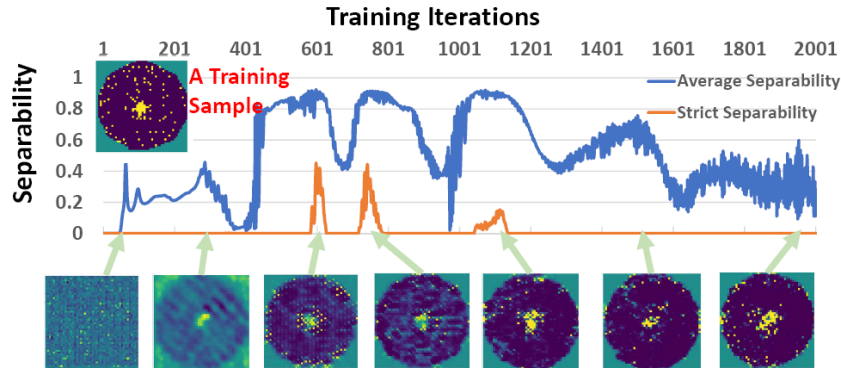 Training Iterations
1 201 401 601 801 1001 1201 1401 1601 1801 2001
Separability
1
0.8
0.6
0.4
0.2
0
A Training
Sample
Average Separability
Strict Separability